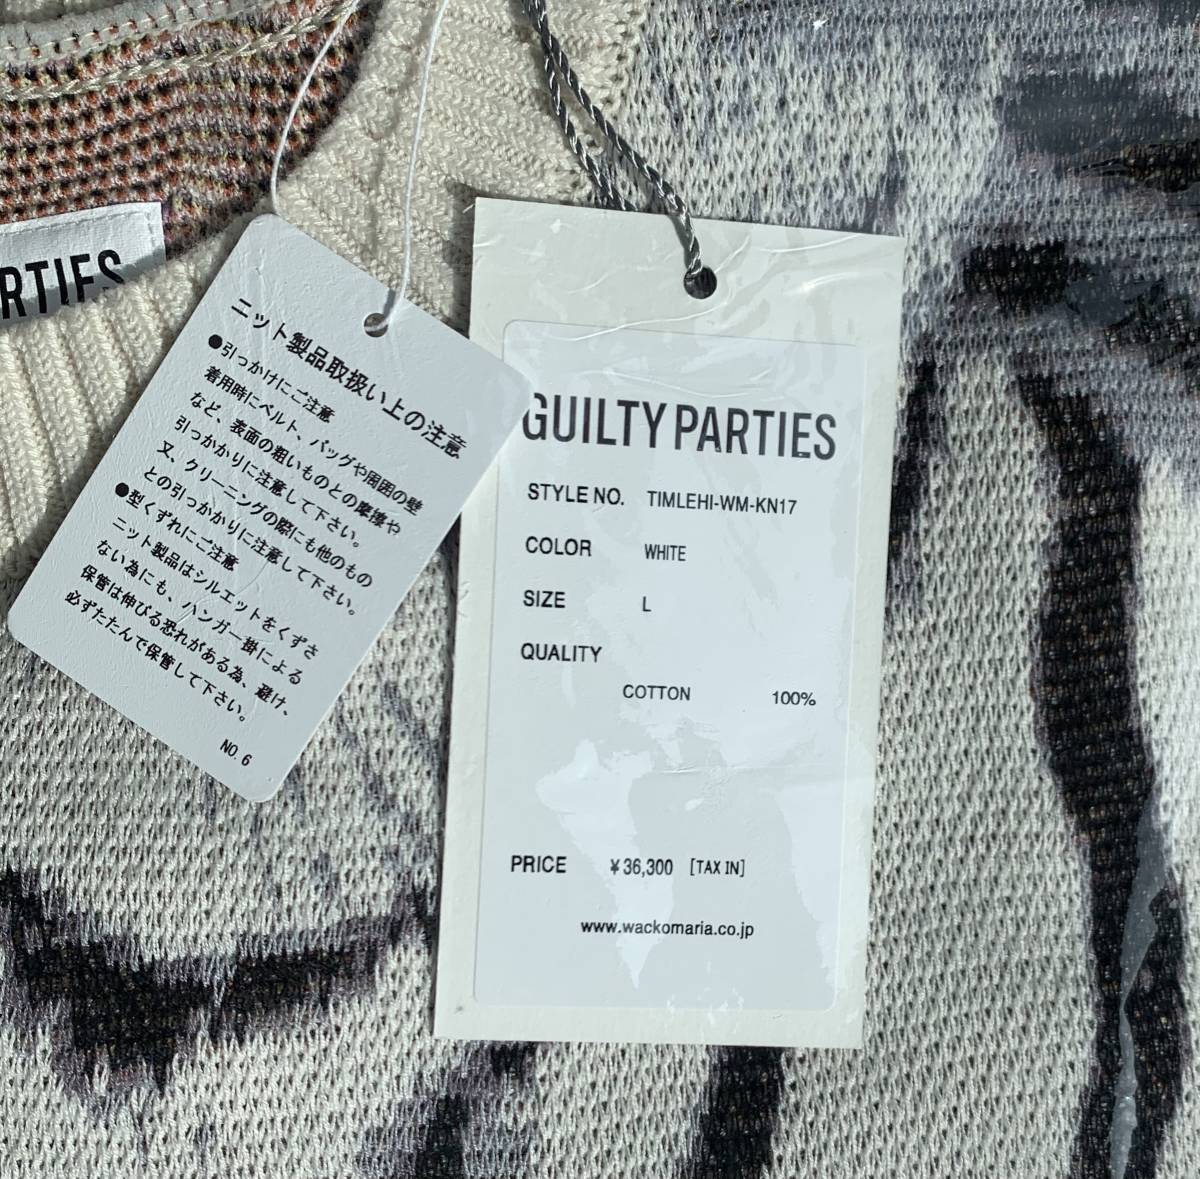 PARTIES
ニット製品取扱い上の注意
●引っかけにご注意
着用時にベルト、バッグや周囲の壁
など、表面の粗いものとの摩擦や
引っかかりに注意して下さい。
又、クリーニングの際にも他のもの
との引っかかりに注意して下さい。
●型くずれにご注意
ニット製品はシルエットをくずさ
ない為にも、ハンガー掛による
保管は伸びる恐れがある為、避け、
必ずたたんで保管して下さい。
NO. 6
GUILTY PARTIES
STYLE NO. TIMLEHI-WM-KN17
COLOR WHITE
SIZE L
QUALITY
COTTON 100%
PRICE ¥36,300 [TAX IN]
www.wackomaria.co.jp